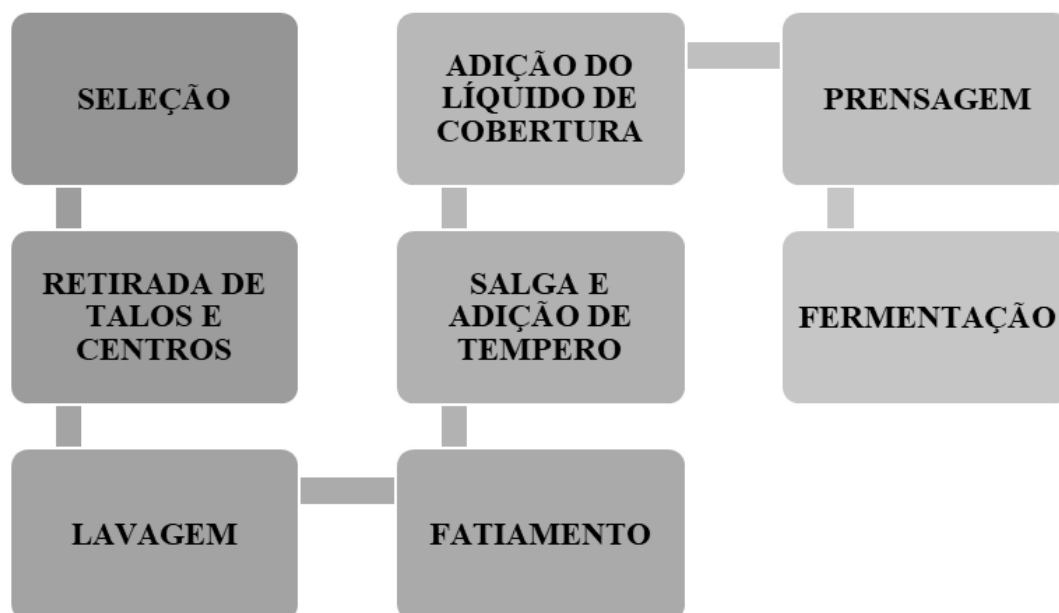 SELEÇÃO
RETIRADA DE
TALOS E
CENTROS
LAVAGEM
FATIAMENTO
SALGA E
ADIÇÃO DE
TEMPERO
ADIÇÃO DO
LÍQUIDO DE
COBERTURA
PRENSAGEM
FERMENTAÇÃO